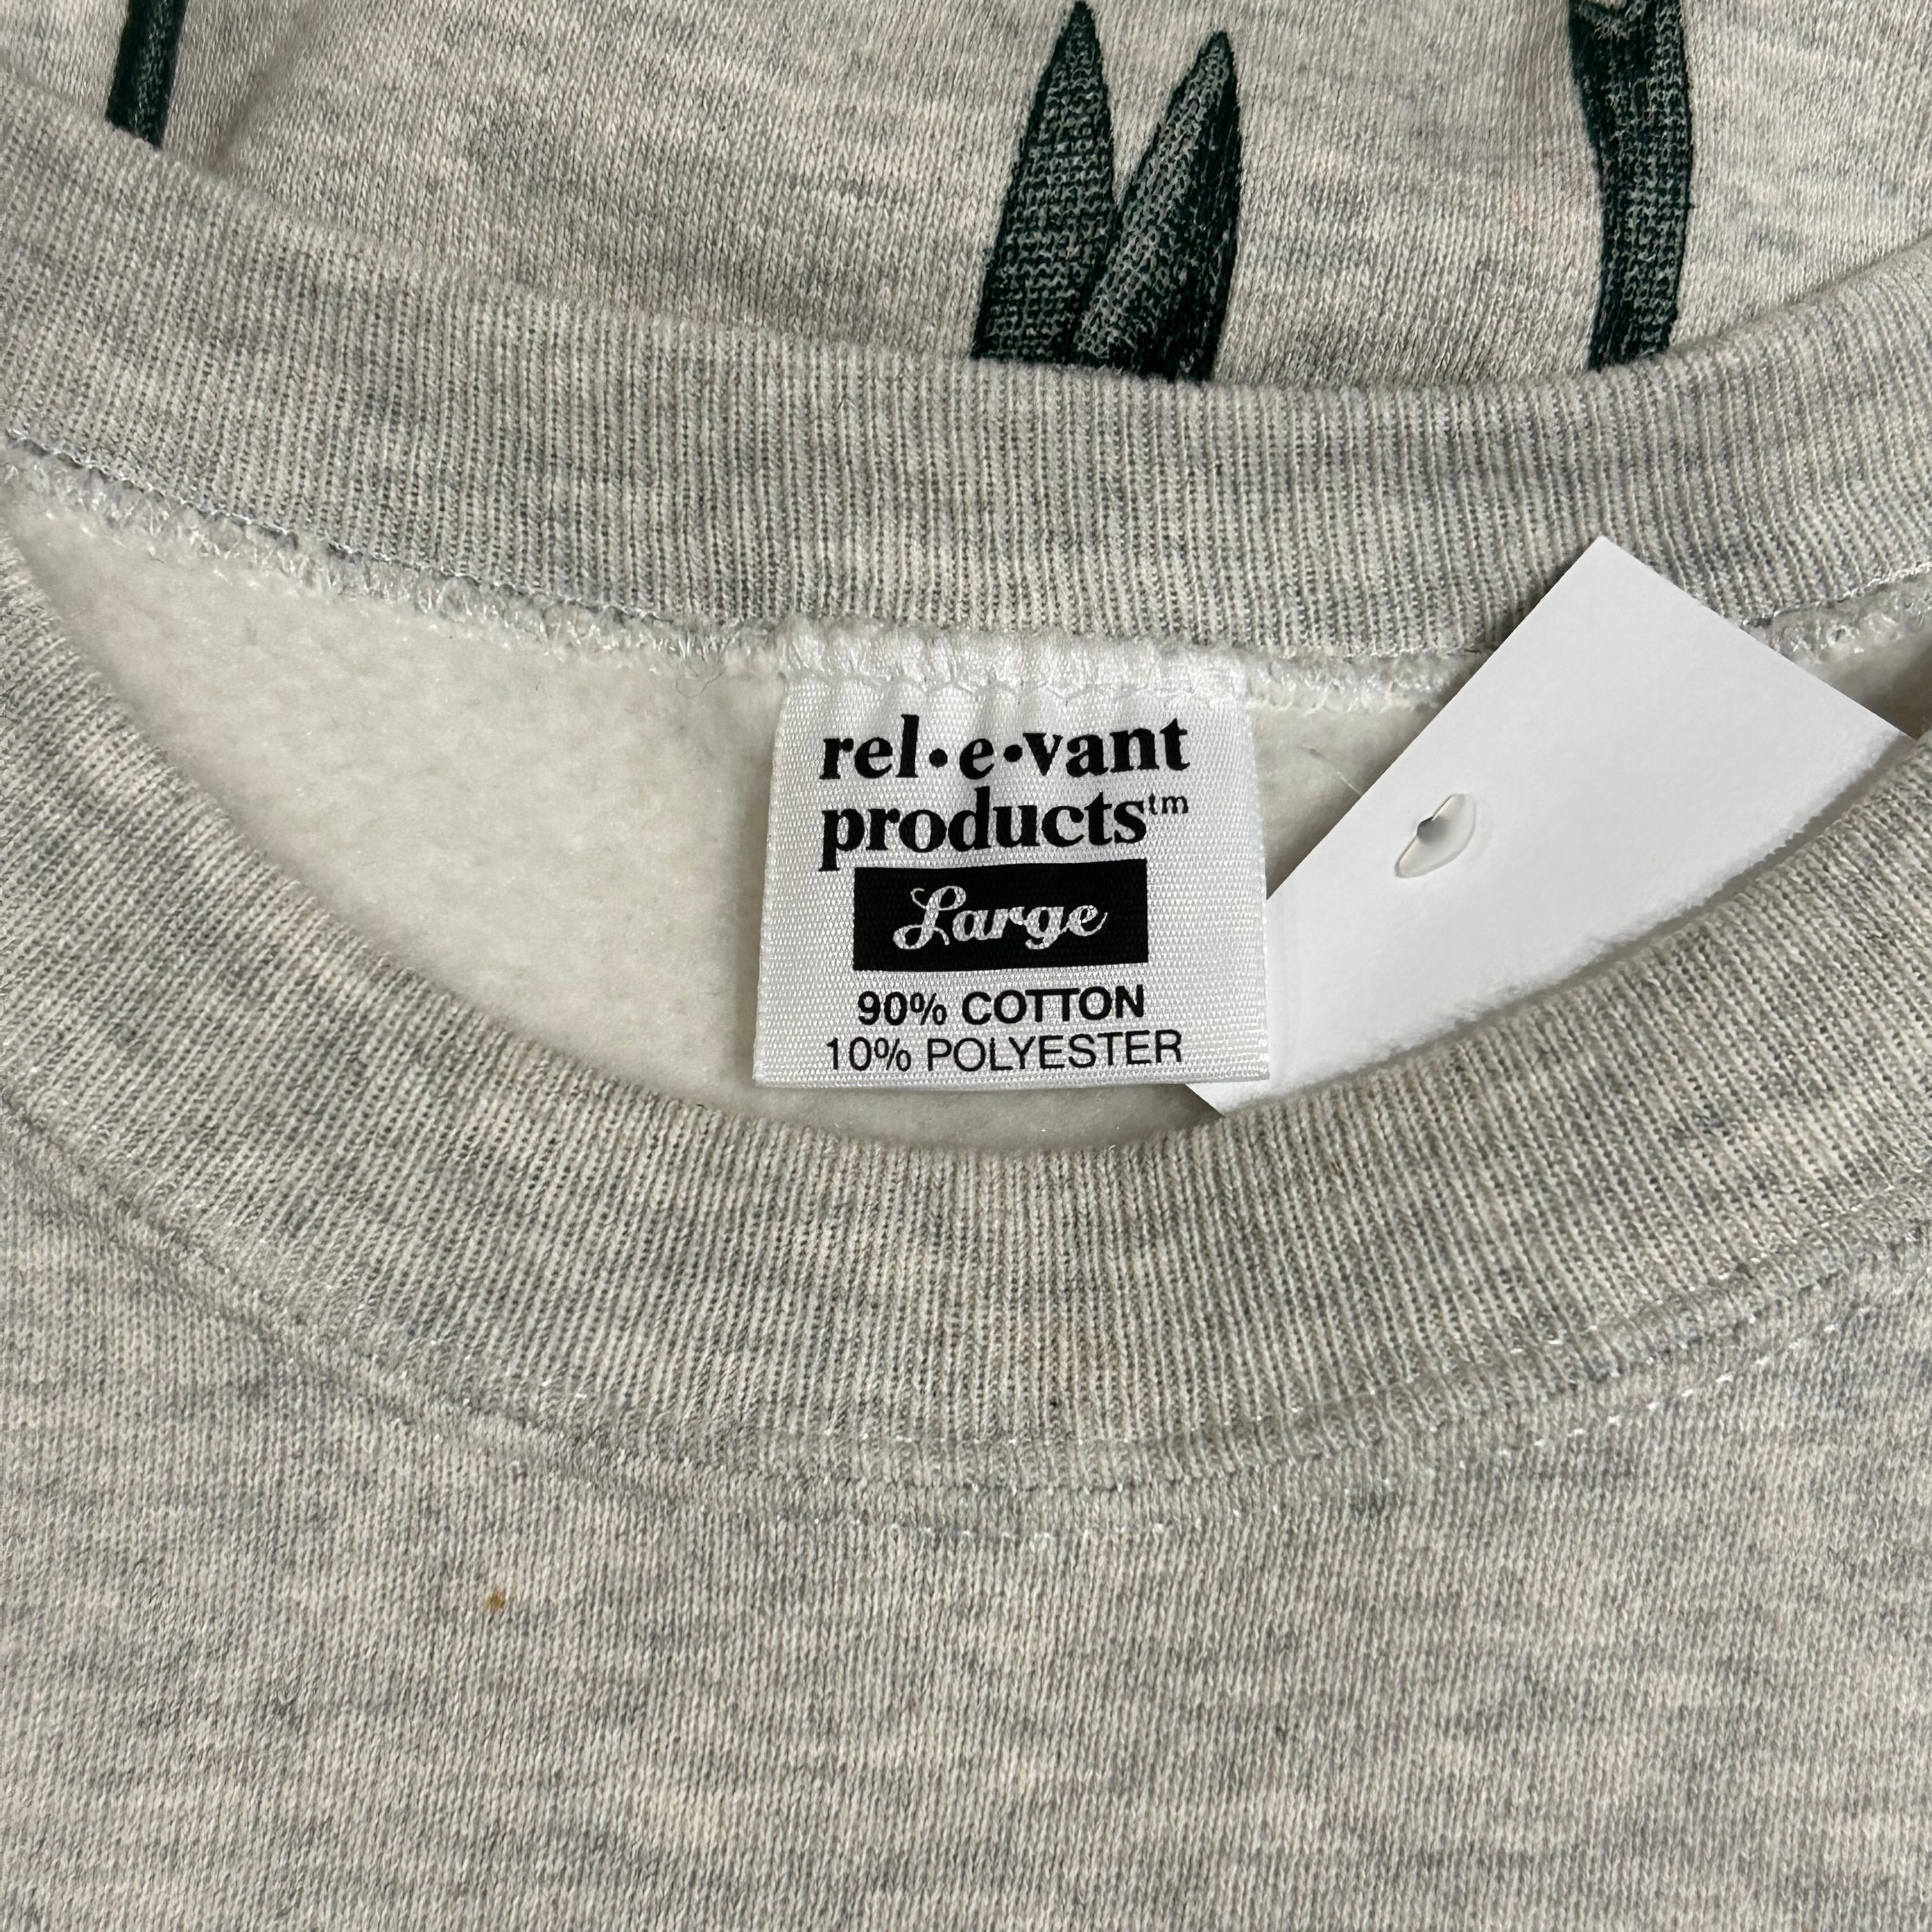 rel•e•vant
products™
Large
90% COTTON
10% POLYESTER